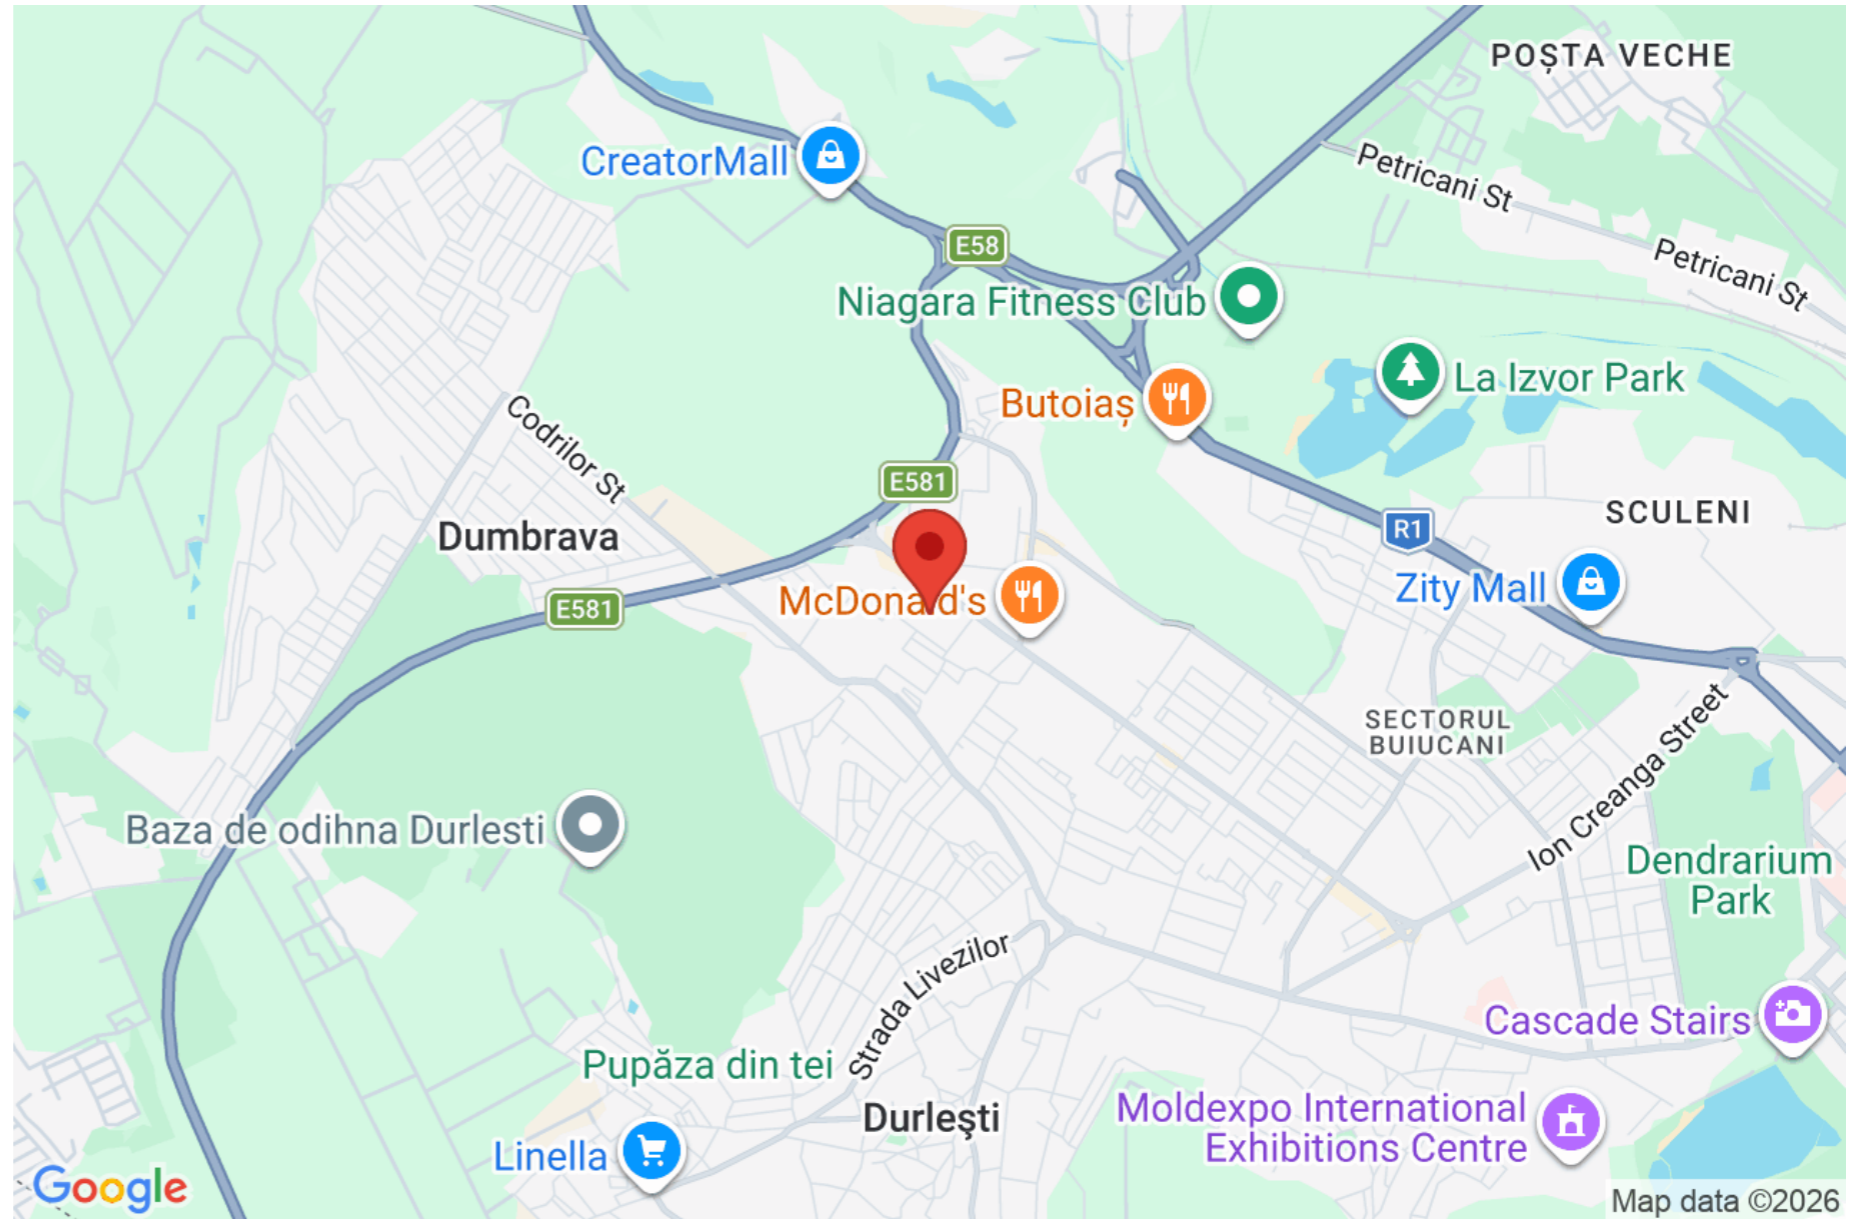 POȘTA VECHE
CreatorMall
Petricani St
E58
Petricani St
Niagara Fitness Club
La Izvor Park
Butoiaș
Codrilor St
E581
SCULENI
R1
Dumbrava
Zity Mall
McDonald's
E581
SECTORUL
BUIUCANI
Ion Creanga Street
Baza de odihna Durlesti
Dendrarium
Park
Strada Livezilor
Cascade Stairs
Pupăza din tei
Durleşti
Moldexpo International
Exhibitions Centre
Linella
Google
Map data ©2026